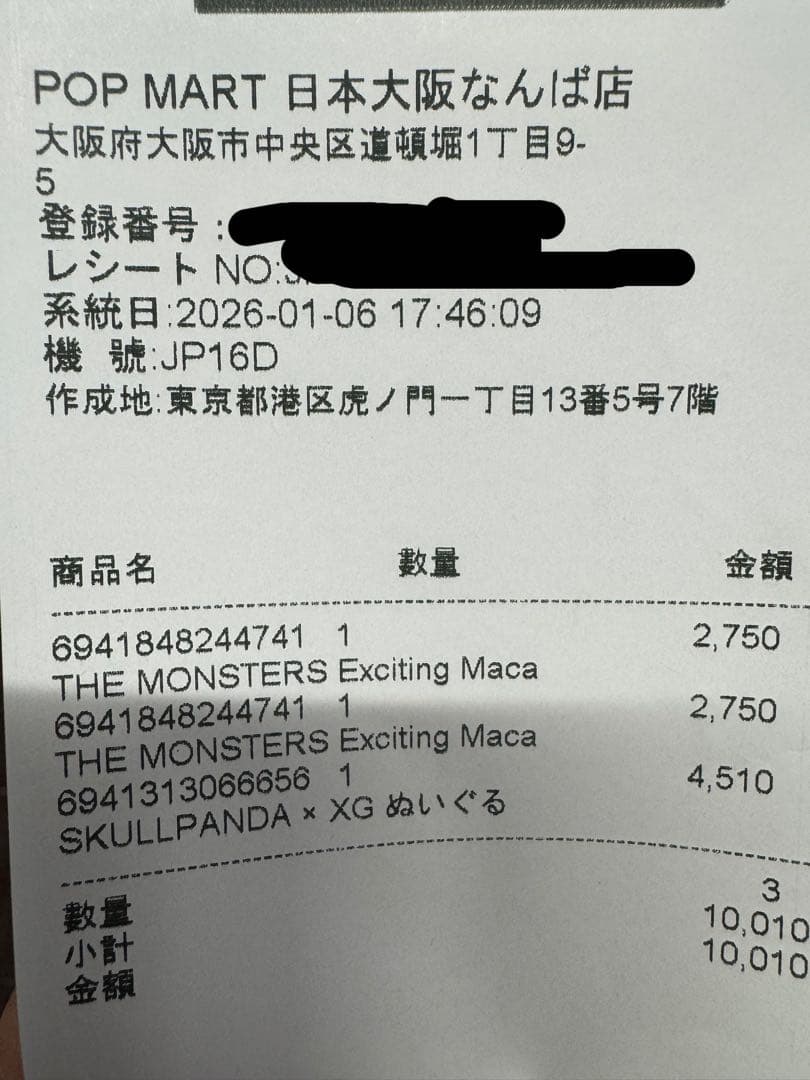 POP MART 日本大阪なんば店
大阪府大阪市中央区道頓堀1丁目9-
5
登録番号:
レシート NO:
系統日:2026-01-06 17:46:09
機 號:JP16D
作成地:東京都港区虎ノ門一丁目13番5号7階
商品名 數量 金額
6941848244741 1 2,750
THE MONSTERS Exciting Maca
6941848244741 1 2,750
THE MONSTERS Exciting Maca
6941313066656 1 4,510
SKULLPANDA × XG ぬいぐる
數量 3
小計 10,010
金額 10,010